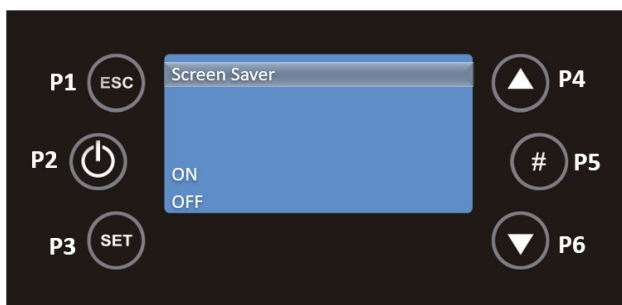 P1 ESC
Screen Saver
P4
P2
ON
OFF
# P5
P3 SET
P6